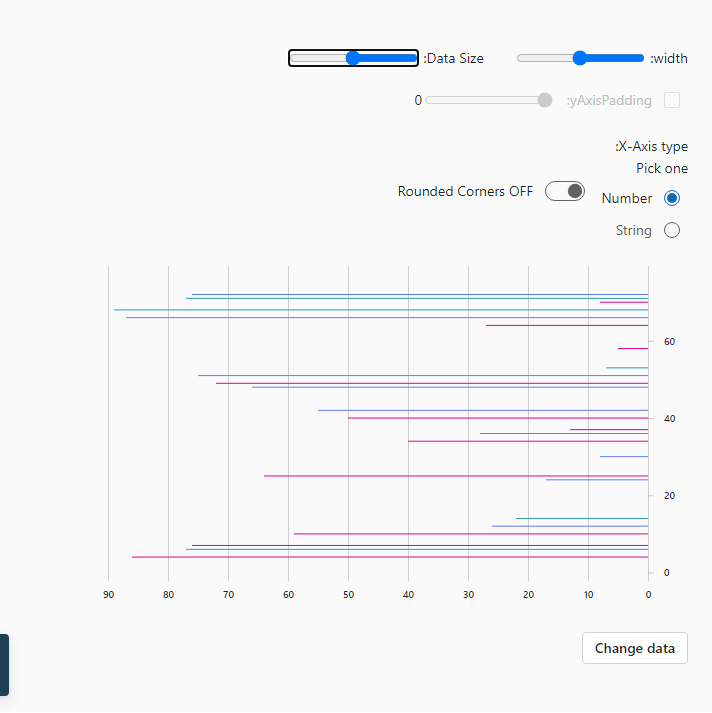 :width
:Data Size
:yAxisPadding
0
:X-Axis type
Pick one
Number
String
Rounded Corners OFF
60
40
20
0
90 80 70 60 50 40 30 20 10 0
Change data